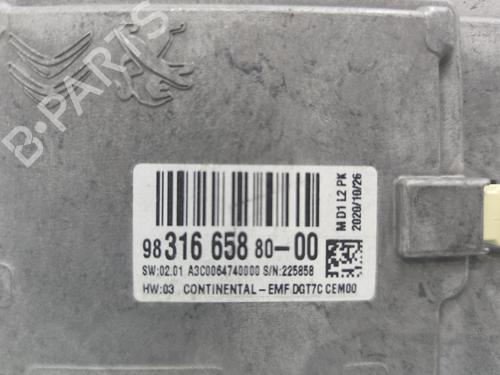 B-PARTS
98 316 658 80-00
SW:02.01 A3C0064740000 S/N:225858
HW:03 CONTINENTAL-EMF DGT7C CEM00
MD1 L2 PK
2020/10/26